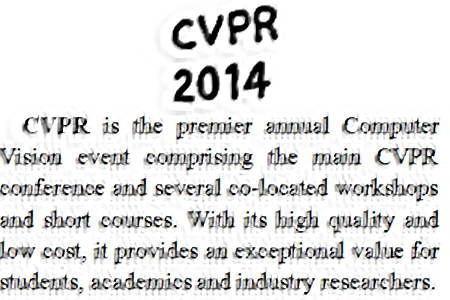 CVPR
2014
CVPR is the premier annual Computer
Vision event comprising the main CVPR
conference and several co-located workshops
and short courses. With its high quality and
low cost, it provides an exceptional value for
students, academics and industry researchers.